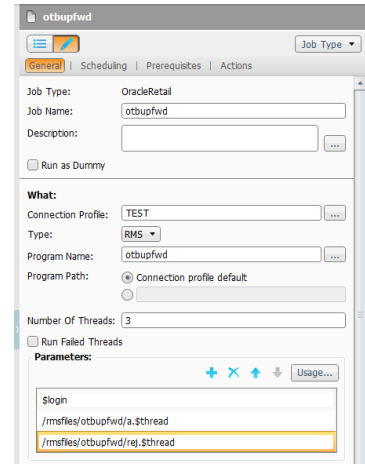 otbupfwd
Job Type
General | Scheduling | Prerequisites | Actions
Job Type: OracleRetail
Job Name: otbupfwd
Description:
...
Run as Dummy
What:
Connection Profile: TEST ...
Type: RMS
Program Name: otbupfwd ...
Program Path: Connection profile default
Number Of Threads: 3
Run Failed Threads
Parameters:
Usage...
$login
/rmsfiles/otbupfwd/a.$thread
/rmsfiles/otbupfwd/rej.$thread